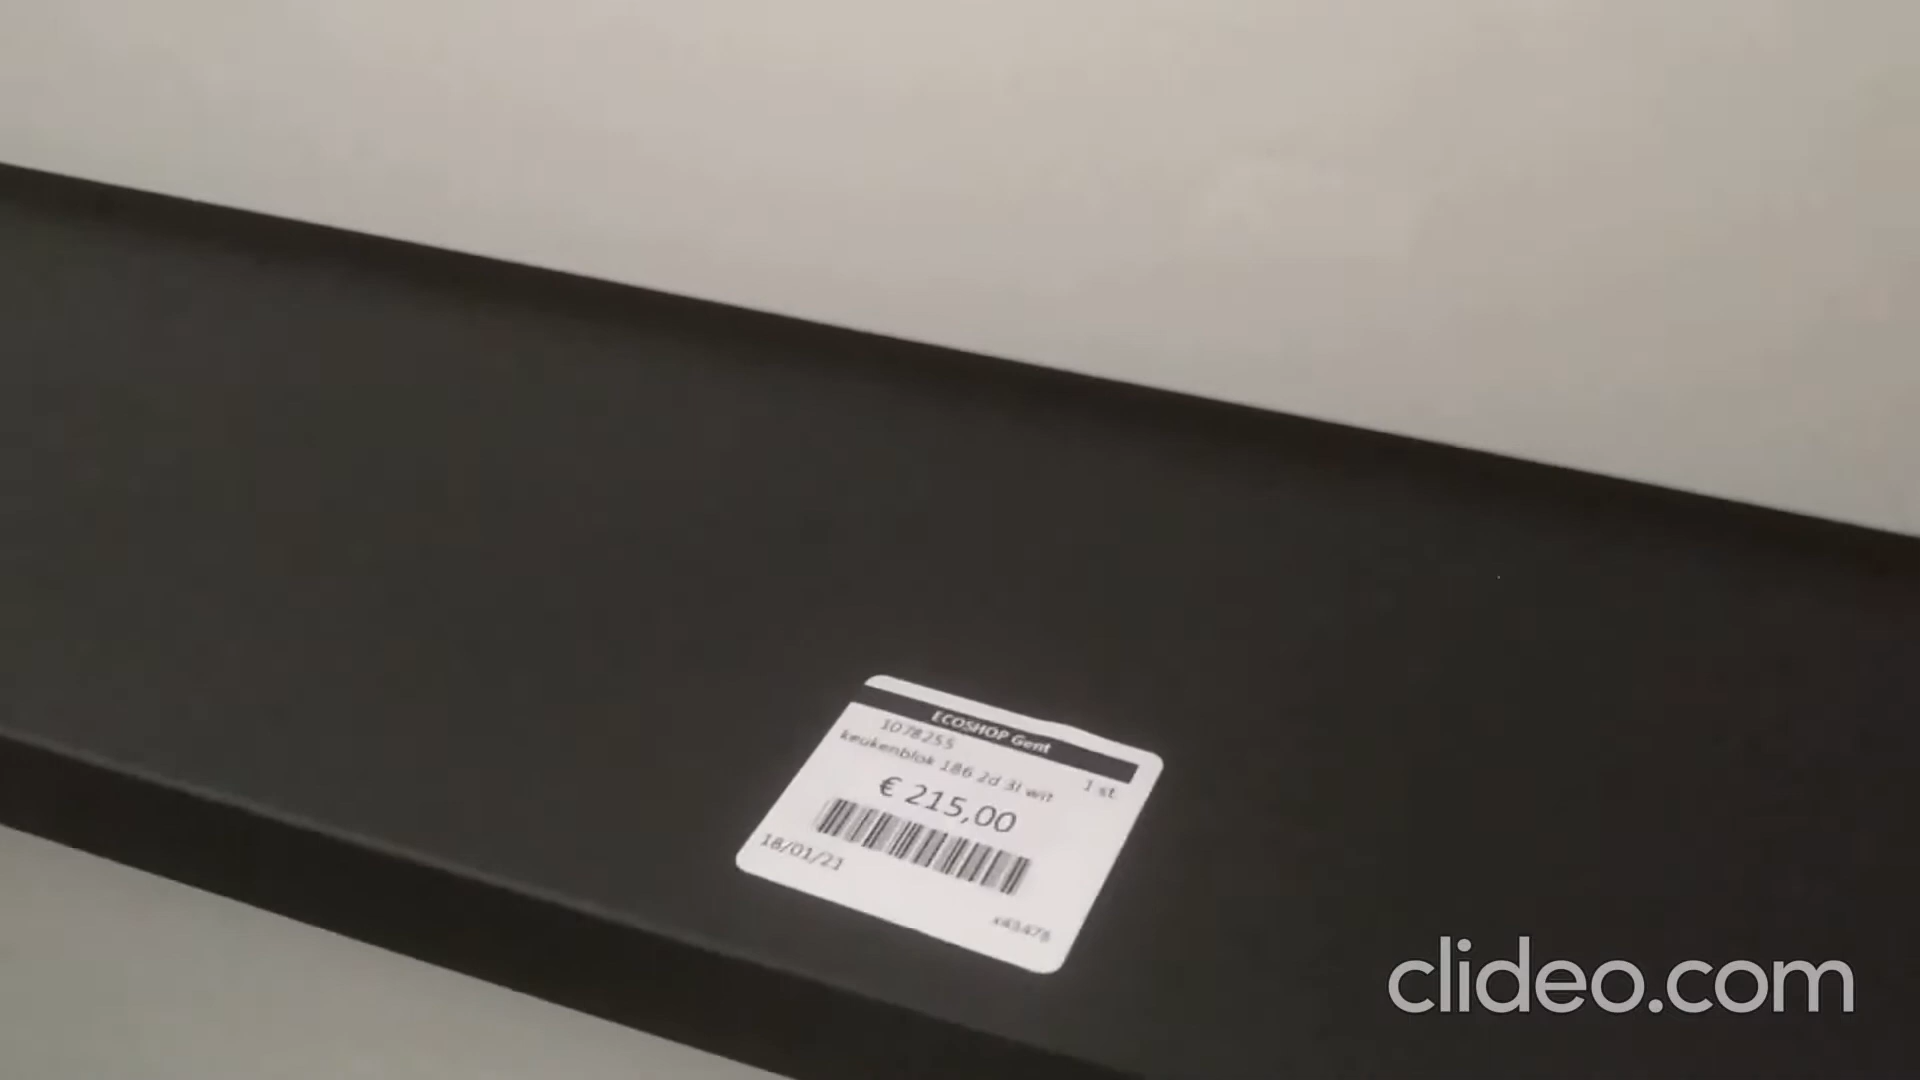 ECOSHOP Gent
1078255
1 st
keukenblok 186 2d 3l wit
€ 215,00
18/01/21
x43478
clideo.com